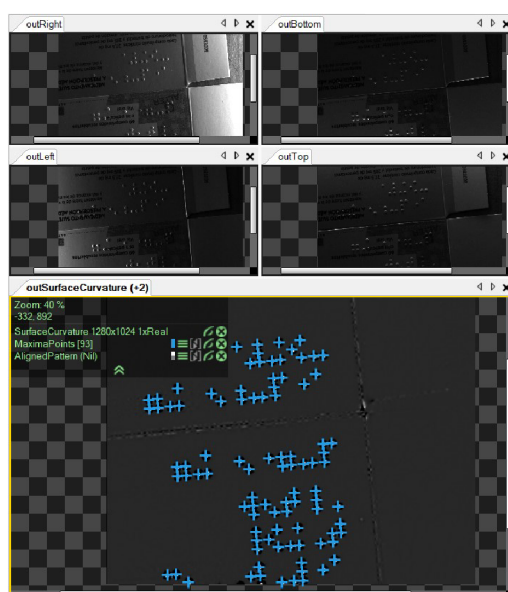 outRight
outBottom
outLeft
outTop
outSurfaceCurvature (+2)
Zoom: 40 %
-332, 892
SurfaceCurvature 1280x1024 1xReal
MaximaPoints [93]
AlignedPattern (Nil)